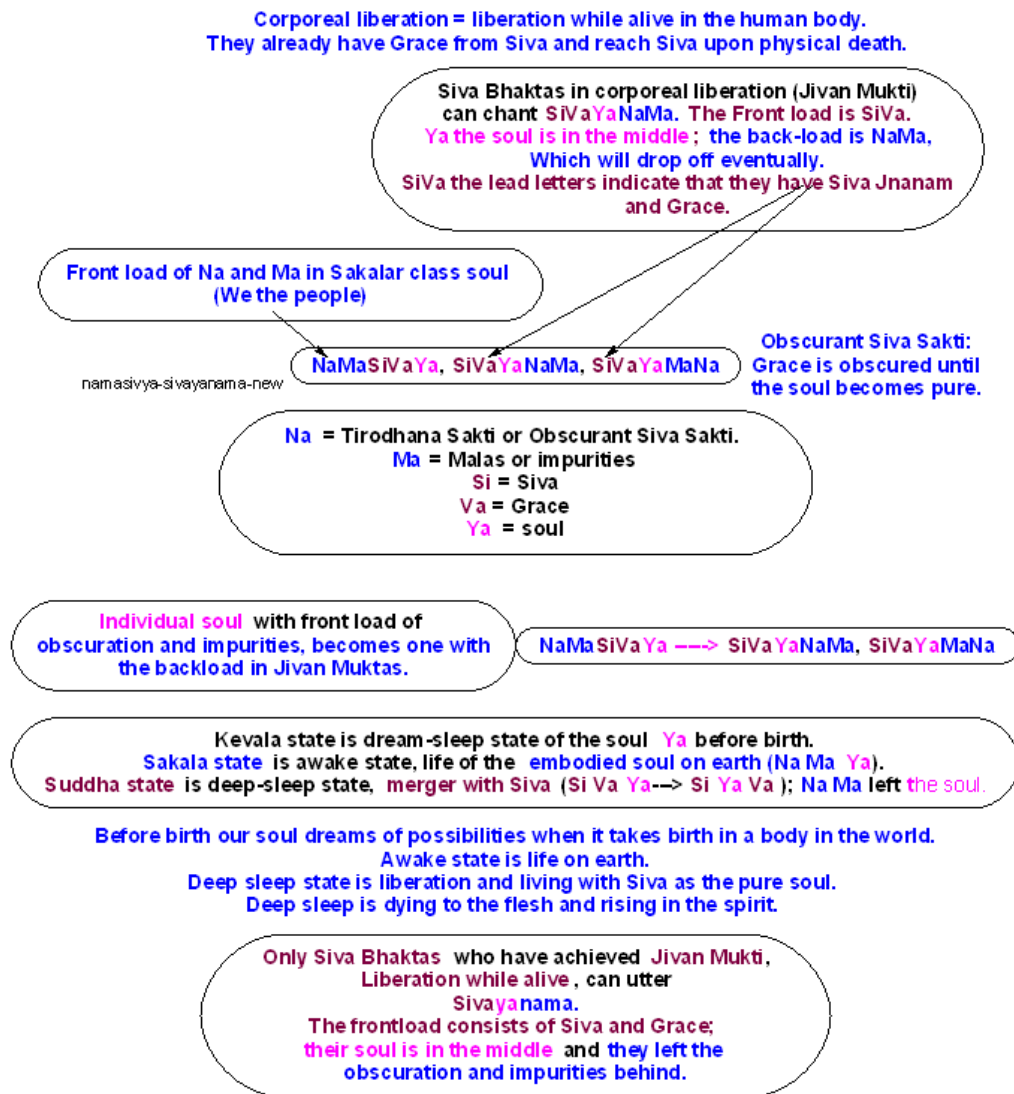 Corporeal liberation = liberation while alive in the human body.
They already have Grace from Siva and reach Siva upon physical death.
Siva Bhaktas in corporeal liberation (Jivan Mukti)
can chant SiVaYaNaMa. The Front load is SiVa.
Ya the soul is in the middle; the back-load is NaMa,
Which will drop off eventually.
SiVa the lead letters indicate that they have Siva Jnanam
and Grace.
Front load of Na and Ma in Sakalar class soul
(We the people)
NaMaSiVaYa, SiVaYaNaMa, SiVaYaMaNa
Obscurant Siva Sakti:
Grace is obscured until
the soul becomes pure.
namasivya-sivayanama-new
Na = Tirodhana Sakti or Obscurant Siva Sakti.
Ma = Malas or impurities
Si = Siva
Va = Grace
Ya = soul
Individual soul with front load of
obscuration and impurities, becomes one with
the backload in Jivan Muktas.
NaMaSiVaYa ----> SiVaYaNaMa, SiVaYaMaNa
Kevala state is dream-sleep state of the soul Ya before birth.
Sakala state is awake state, life of the embodied soul on earth (Na Ma Ya).
Suddha state is deep-sleep state, merger with Siva (Si Va Ya---> Si Ya Va ); Na Ma left the soul.
Before birth our soul dreams of possibilities when it takes birth in a body in the world.
Awake state is life on earth.
Deep sleep state is liberation and living with Siva as the pure soul.
Deep sleep is dying to the flesh and rising in the spirit.
Only Siva Bhaktas who have achieved Jivan Mukti,
Liberation while alive, can utter
Sivayanama.
The frontload consists of Siva and Grace;
their soul is in the middle and they left the
obscuration and impurities behind.